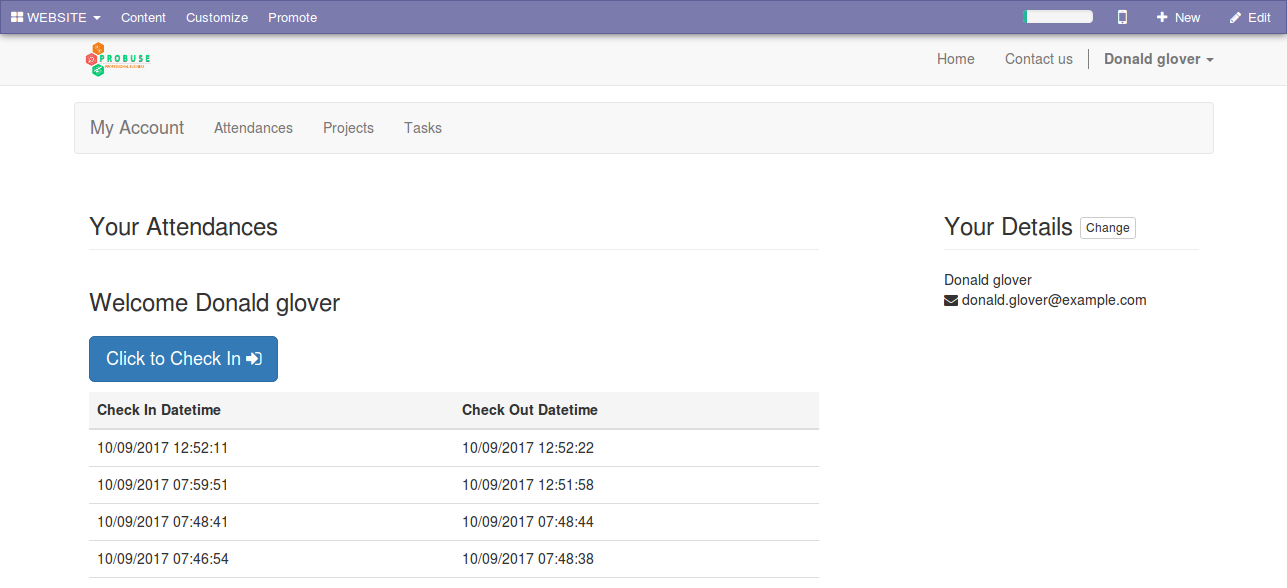 WEBSITE Content Customize Promote New Edit
PROBUSE Home Contact us Donald glover
My Account Attendances Projects Tasks
Your Attendances
Welcome Donald glover
Click to Check In
Check In Datetime Check Out Datetime
10/09/2017 12:52:11 10/09/2017 12:52:22
10/09/2017 07:59:51 10/09/2017 12:51:58
10/09/2017 07:48:41 10/09/2017 07:48:44
10/09/2017 07:46:54 10/09/2017 07:48:38
Your Details Change
Donald glover
donald.glover@example.com